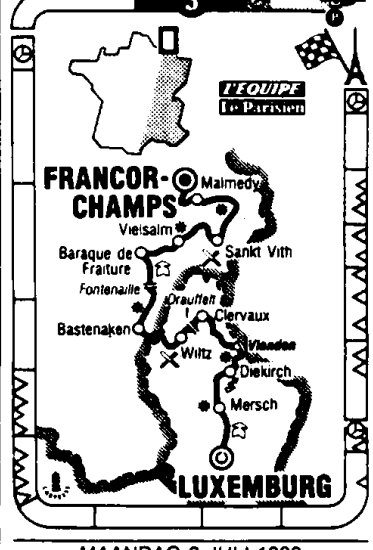 L'EQUIPE
Le Parisien
FRANCOR-
CHAMPS
Malmedy
Vielsalm
Sankt Vith
Baraque de
Fraiture
Fontenaille
Drauffelt
Clervaux
Bastenaken
Wiltz
Vianden
Diekirch
Mersch
LUXEMBURG